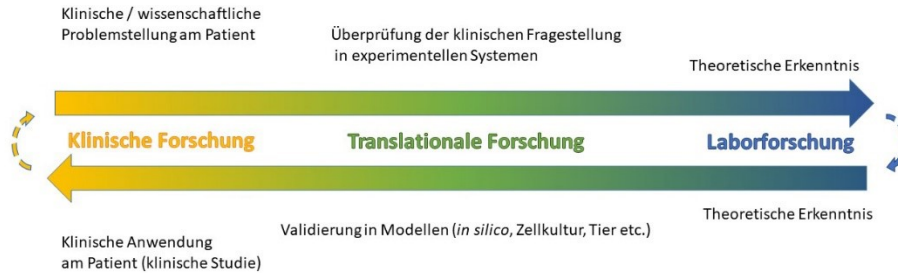 Klinische / wissenschaftliche
Problemstellung am Patient
Überprüfung der klinischen Fragestellung
in experimentellen Systemen
Theoretische Erkenntnis
Klinische Forschung
Translationale Forschung
Laborforschung
Theoretische Erkenntnis
Validierung in Modellen (in silico, Zellkultur, Tier etc.)
Klinische Anwendung
am Patient (klinische Studie)